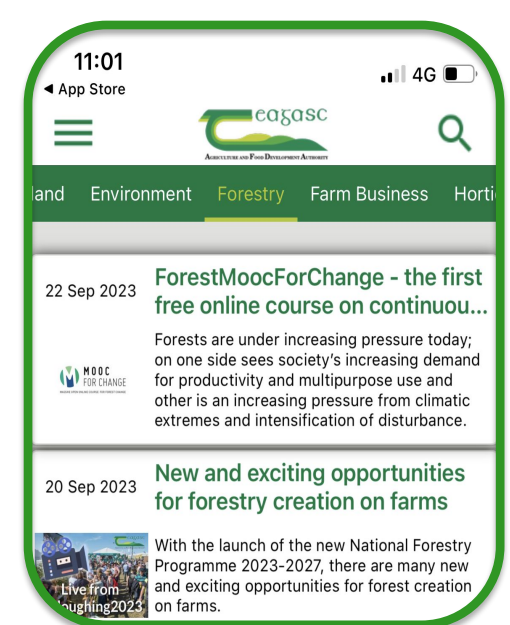 11:01
4G
◀ App Store
Teagasc
Agriculture and Food Development Authority
land Environment Forestry Farm Business Horti
22 Sep 2023
ForestMoocForChange - the first
free online course on continuou...
Forests are under increasing pressure today;
on one side sees society's increasing demand
for productivity and multipurpose use and
other is an increasing pressure from climatic
extremes and intensification of disturbance.
MOOC
FOR CHANGE
20 Sep 2023
New and exciting opportunities
for forestry creation on farms
With the launch of the new National Forestry
Programme 2023-2027, there are many new
and exciting opportunities for forest creation
on farms.
Live from
oughing2023